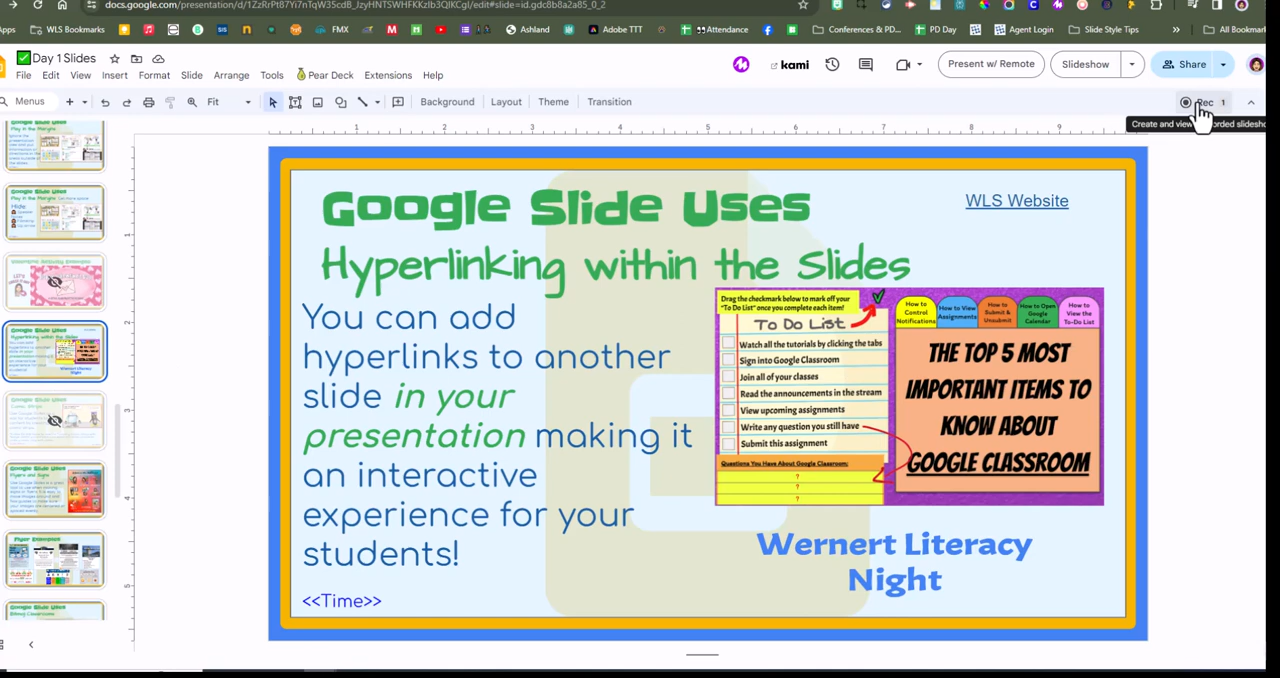 docs.google.com/presentation/d/1ZzRrPt87Yi7nTqW35cdB_JzyHNTSWHFKKzIb3QIKCgI/edit#slide=id.gdc8b8a2a85_0_2
WLS Bookmarks
FMX
Ashland
Adobe TTT
Attendance
Conferences & PD...
PD Day
Agent Login
Slide Style Tips
All Bookmar
Day 1 Slides
File Edit View Insert Format Slide Arrange Tools Pear Deck Extensions Help
kami
Present w/ Remote
Slideshow
Share
Menus
Fit
Background Layout Theme Transition
Rec 1
Google Slide Uses
WLS Website
Hyperlinking within the Slides
You can add
hyperlinks to another
slide in your
presentation making it
an interactive
experience for your
students!
<<Time>>
Drag the checkmark below to mark off your
"To Do List" once you complete each item!
To Do List
Watch all the tutorials by clicking the tabs
Sign into Google Classroom
Join all of your classes
Read the announcements in the stream
View upcoming assignments
Write any question you still have
Submit this assignment
Questions You Have About Google Classroom:
?
?
?
How to
Control
Notifications
How to
View
Assignments
How to
Submit &
Unsubmit
How to Open
Google
Calendar
How to
View the
To-Do List
THE TOP 5 MOST
IMPORTANT ITEMS TO
KNOW ABOUT
GOOGLE CLASSROOM
Wernert Literacy
Night